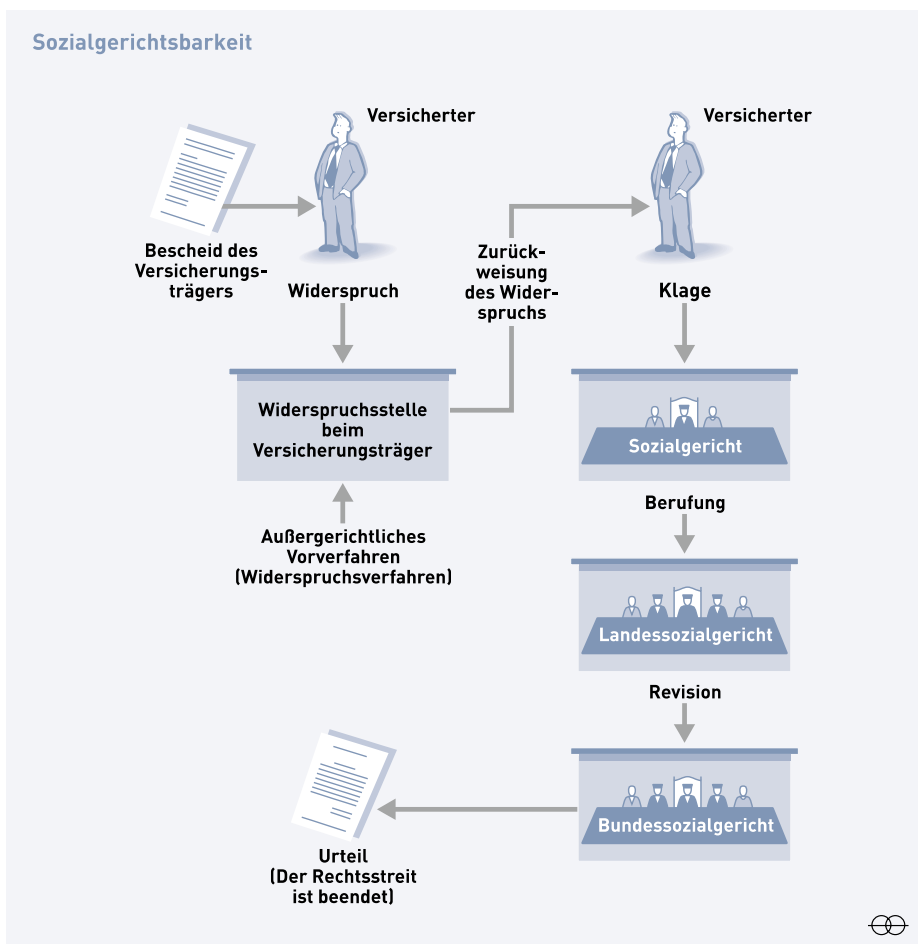 Sozialgerichtsbarkeit
Versicherter
Bescheid des
Versicherungs-
trägers
Widerspruch
Widerspruchsstelle
beim
Versicherungsträger
Außergerichtliches
Vorverfahren
(Widerspruchsverfahren)
Zurück-
weisung
des Wider-
spruchs
Versicherter
Klage
Sozialgericht
Berufung
Landessozialgericht
Revision
Bundessozialgericht
Urteil
(Der Rechtsstreit
ist beendet)